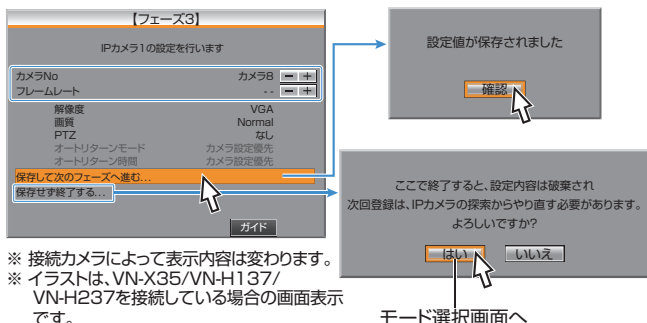 【フェーズ3】
IPカメラ1の設定を行います
カメラNo カメラ8 − +
フレームレート -- − +
解像度 VGA
画質 Normal
PTZ なし
オートリターンモード カメラ設定優先
オートリターン時間 カメラ設定優先
保存して次のフェーズへ進む...
保存せず終了する...
ガイド
※ 接続カメラによって表示内容は変わります。
※ イラストは、VN-X35/VN-H137/
VN-H237を接続している場合の画面表示
です。
設定値が保存されました
確認
ここで終了すると、設定内容は破棄され
次回登録は、IPカメラの探索からやり直す必要があります。
よろしいですか?
はい いいえ
モード選択画面へ